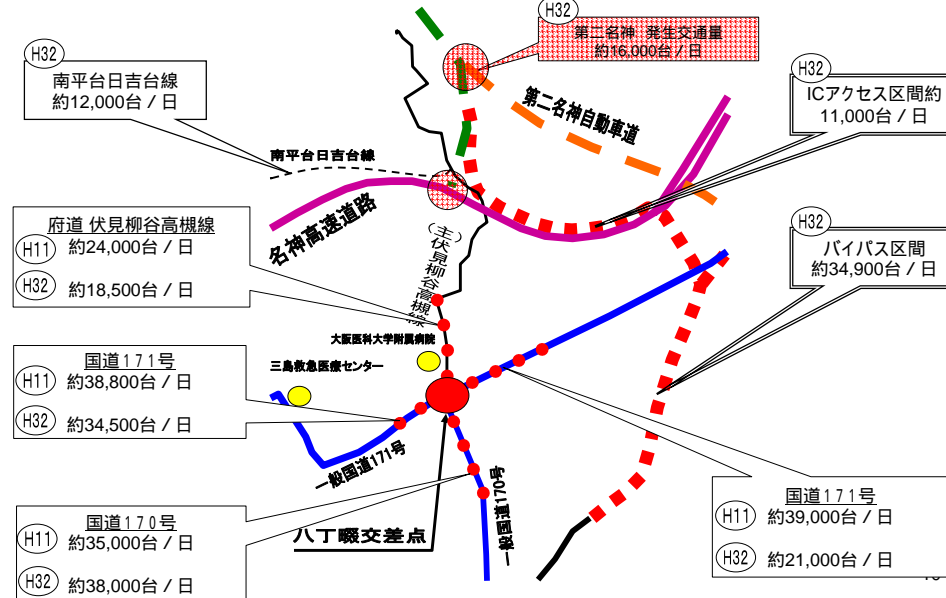 H32
第二名神 発生交通量
約16,000台 / 日
H32
南平台日吉台線
約12,000台 / 日
H32
ICアクセス区間約
11,000台 / 日
第二名神自動車道
南平台日吉台線
名神高速道路
(主)伏見柳谷高槻線
府道 伏見柳谷高槻線
H11 約24,000台 / 日
H32 約18,500台 / 日
H32
バイパス区間
約34,900台 / 日
大阪医科大学附属病院
三島救急医療センター
国道171号
H11 約38,800台 / 日
H32 約34,500台 / 日
一般国道171号
一般国道170号
八丁畷交差点
国道170号
H11 約35,000台 / 日
H32 約38,000台 / 日
国道171号
H11 約39,000台 / 日
H32 約21,000台 / 日